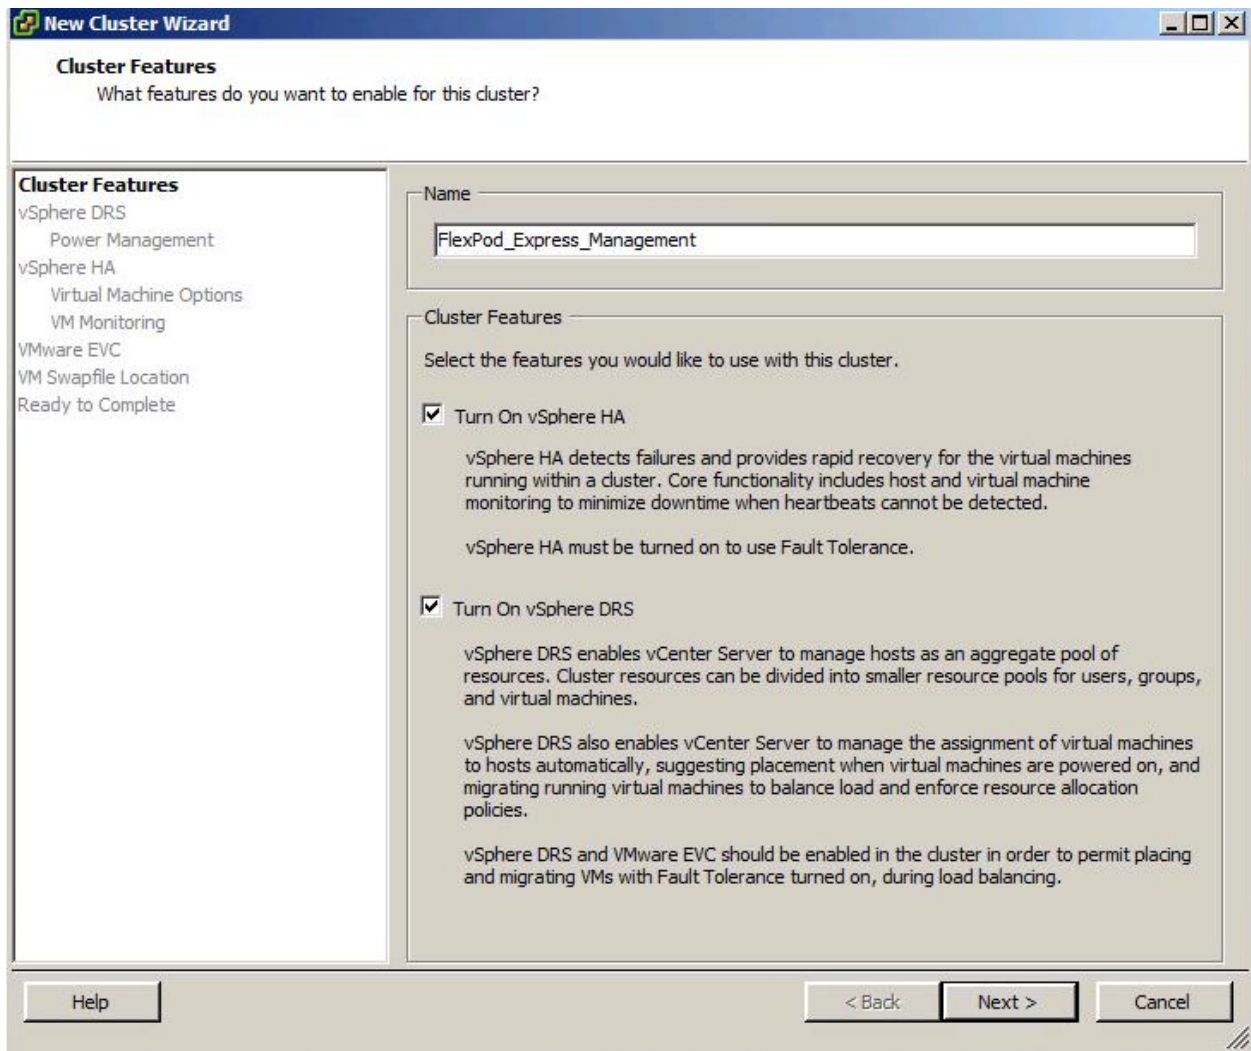 New Cluster Wizard
Cluster Features
What features do you want to enable for this cluster?
Cluster Features
vSphere DRS
Power Management
vSphere HA
Virtual Machine Options
VM Monitoring
VMware EVC
VM Swapfile Location
Ready to Complete
Name
FlexPod_Express_Management
Cluster Features
Select the features you would like to use with this cluster.
Turn On vSphere HA
vSphere HA detects failures and provides rapid recovery for the virtual machines
running within a cluster. Core functionality includes host and virtual machine
monitoring to minimize downtime when heartbeats cannot be detected.
vSphere HA must be turned on to use Fault Tolerance.
Turn On vSphere DRS
vSphere DRS enables vCenter Server to manage hosts as an aggregate pool of
resources. Cluster resources can be divided into smaller resource pools for users, groups,
and virtual machines.
vSphere DRS also enables vCenter Server to manage the assignment of virtual machines
to hosts automatically, suggesting placement when virtual machines are powered on, and
migrating running virtual machines to balance load and enforce resource allocation
policies.
vSphere DRS and VMware EVC should be enabled in the cluster in order to permit placing
and migrating VMs with Fault Tolerance turned on, during load balancing.
Help
< Back
Next >
Cancel